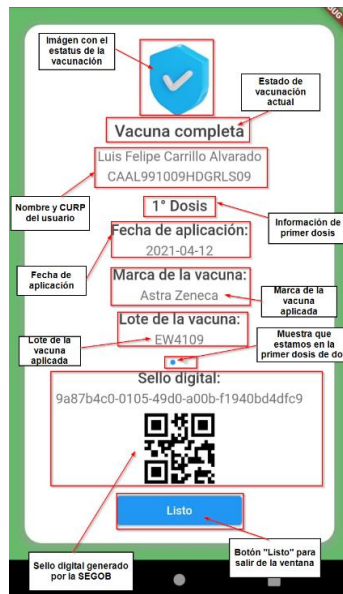 Imágen con el
estatus de la
vacunación
Estado de
vacunación
actual
Vacuna completa
Luis Felipe Carrillo Alvarado
CAAL991009HDGRLS09
Nombre y CURP
del usuario
1° Dosis
Información de
primer dosis
Fecha de aplicación:
2021-04-12
Fecha de
aplicación
Marca de la vacuna:
Astra Zeneca
Marca de la
vacuna
aplicada
Lote de la vacuna:
EW4109
Lote de la
vacuna
aplicada
Muestra que
estamos en la
primer dosis de do
Sello digital:
9a87b4c0-0105-49d0-a00b-f1940bd4dfc9
Listo
Sello digital generado
por la SEGOB
Botón "Listo" para
salir de la ventana